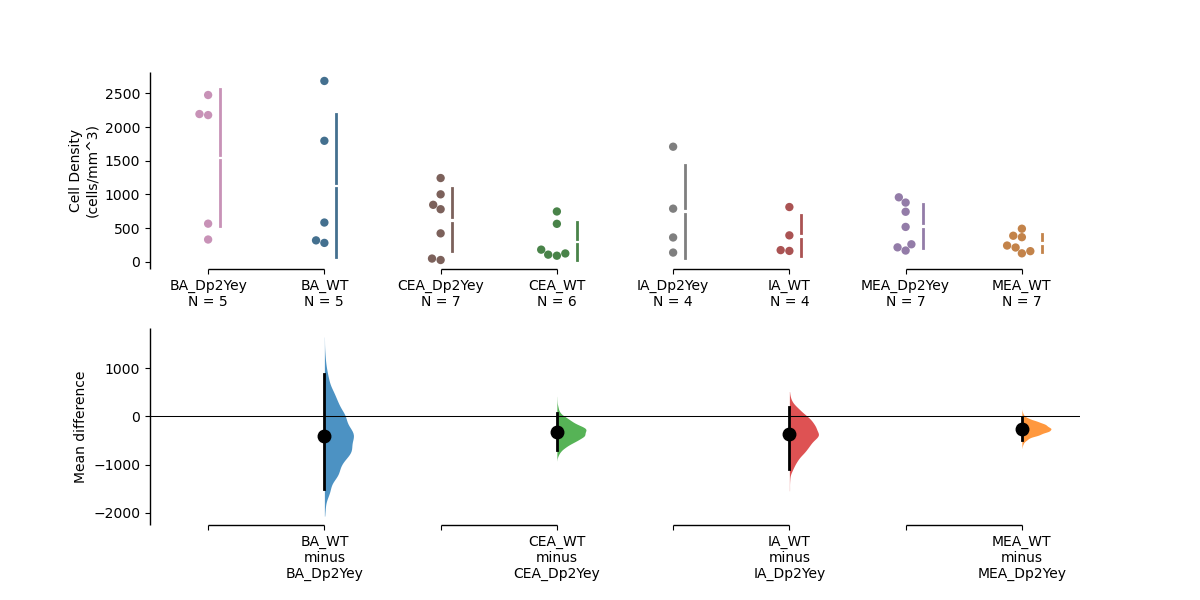 Cell Density
(cells/mm^3)
2500
2000
1500
1000
500
0
BA_Dp2Yey
N = 5
BA_WT
N = 5
CEA_Dp2Yey
N = 7
CEA_WT
N = 6
IA_Dp2Yey
N = 4
IA_WT
N = 4
MEA_Dp2Yey
N = 7
MEA_WT
N = 7
Mean difference
1000
0
−1000
−2000
BA_WT
minus
BA_Dp2Yey
CEA_WT
minus
CEA_Dp2Yey
IA_WT
minus
IA_Dp2Yey
MEA_WT
minus
MEA_Dp2Yey